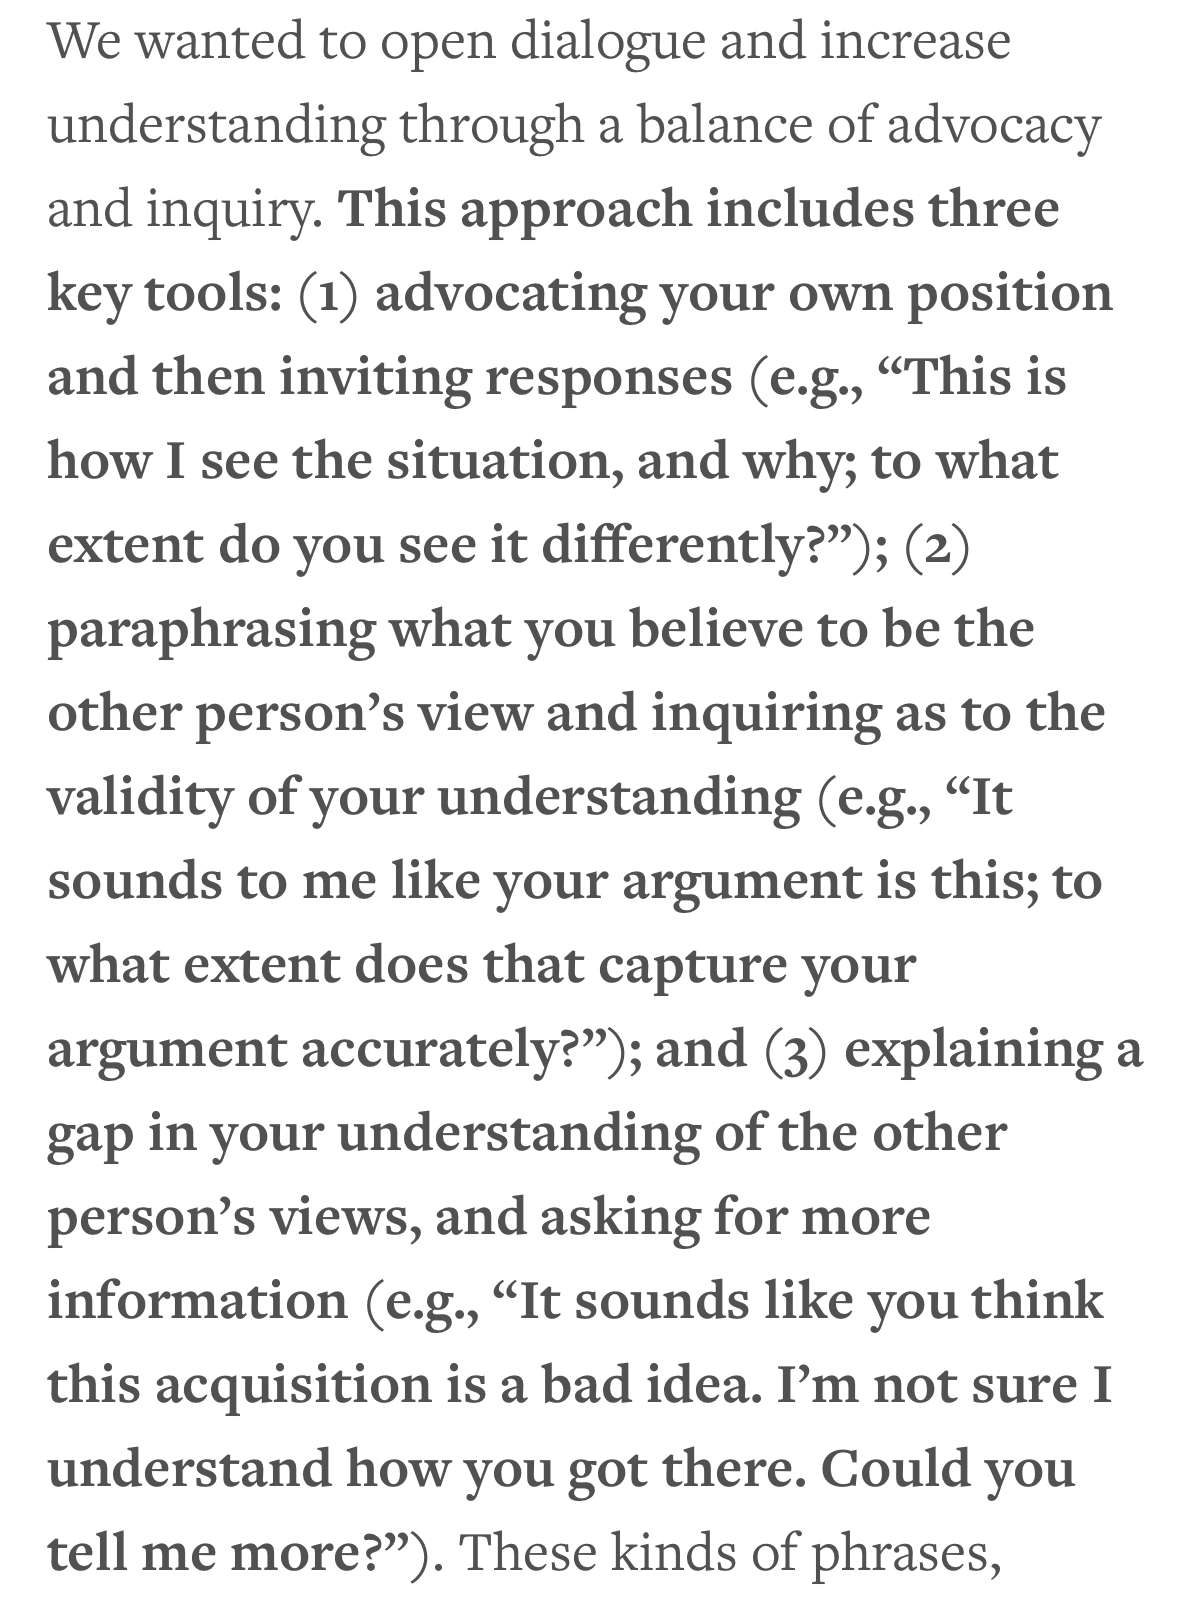 We wanted to open dialogue and increase
understanding through a balance of advocacy
and inquiry. This approach includes three
key tools: (1) advocating your own position
and then inviting responses (e.g., “This is
how I see the situation, and why; to what
extent do you see it differently?”); (2)
paraphrasing what you believe to be the
other person’s view and inquiring as to the
validity of your understanding (e.g., “It
sounds to me like your argument is this; to
what extent does that capture your
argument accurately?”); and (3) explaining a
gap in your understanding of the other
person’s views, and asking for more
information (e.g., “It sounds like you think
this acquisition is a bad idea. I’m not sure I
understand how you got there. Could you
tell me more?”). These kinds of phrases,